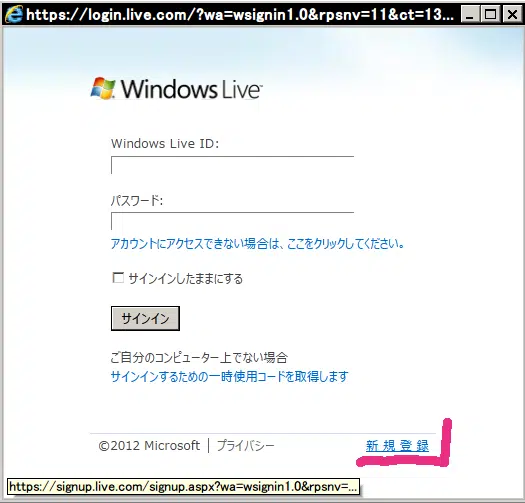 https://login.live.com/?wa=wsignin1.0&rpsnv=11&ct=13...
Windows Live™
Windows Live ID:
パスワード:
アカウントにアクセスできない場合は、ここをクリックしてください。
サインインしたままにする
サインイン
ご自分のコンピューター上でない場合
サインインするための一時使用コードを取得します
©2012 Microsoft | プライバシー 新規登録
https://signup.live.com/signup.aspx?wa=wsignin1.0&rpsnv=...